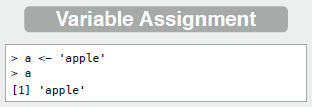 Variable Assignment
> a <- 'apple'
> a
[1] 'apple'